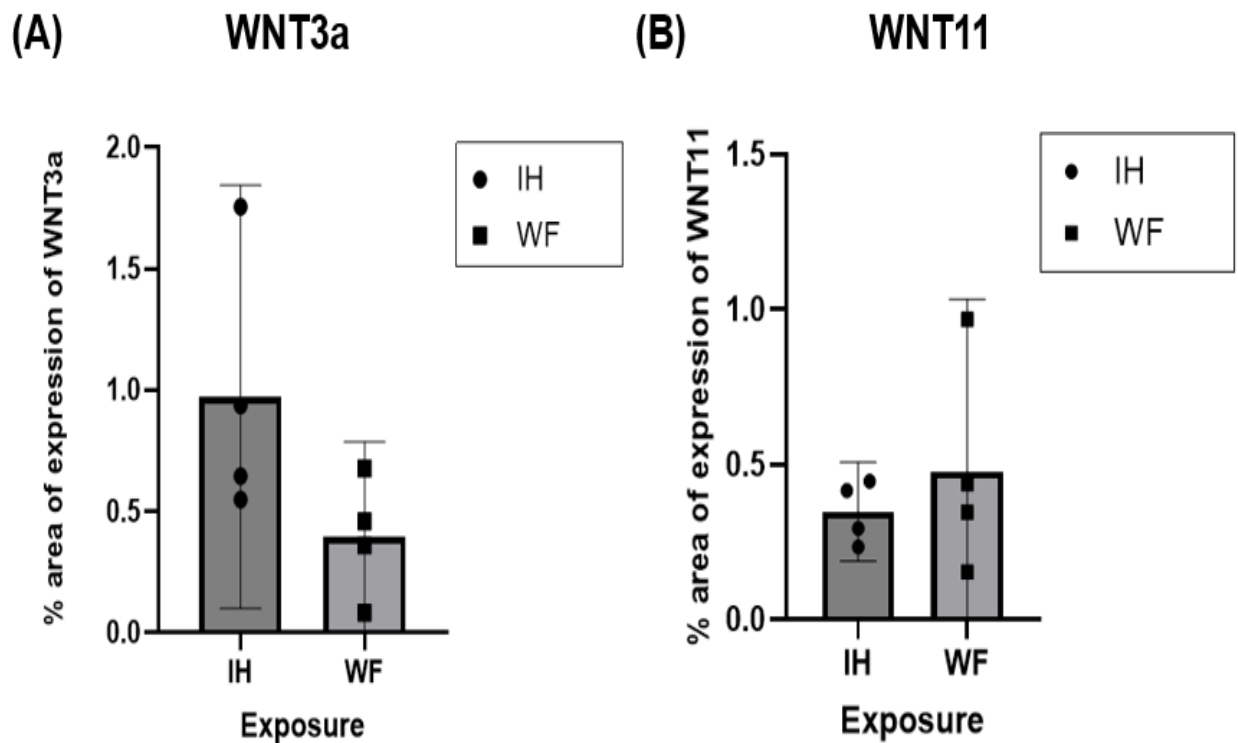 (A)
WNT3a
% area of expression of WNT3a
2.0
1.5
1.0
0.5
0.0
IH
WF
IH
WF
Exposure
(B)
WNT11
% area of expression of WNT11
1.5
1.0
0.5
0.0
IH
WF
IH
WF
Exposure